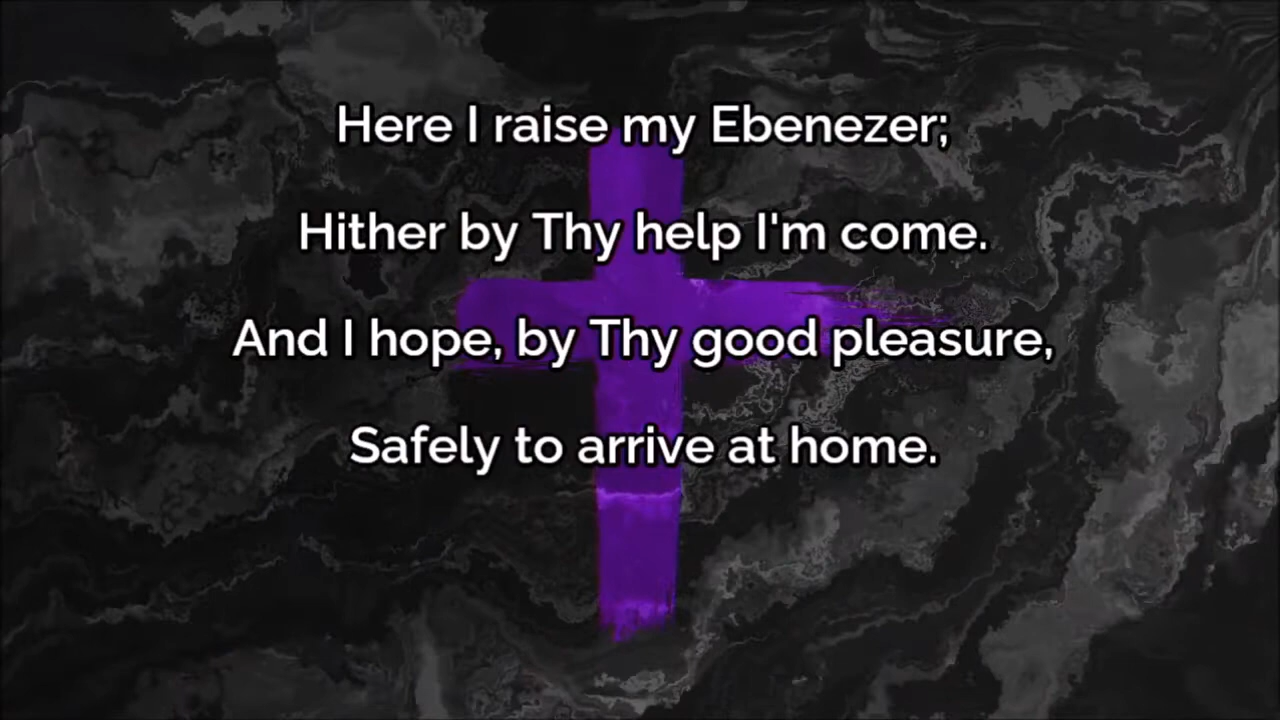 Here I raise my Ebenezer;
Hither by Thy help I'm come.
And I hope, by Thy good pleasure,
Safely to arrive at home.